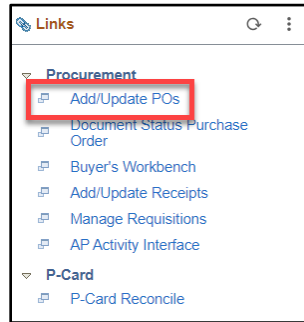 Links
Procurement
Add/Update POs
Document Status Purchase
Order
Buyer's Workbench
Add/Update Receipts
Manage Requisitions
AP Activity Interface
P-Card
P-Card Reconcile